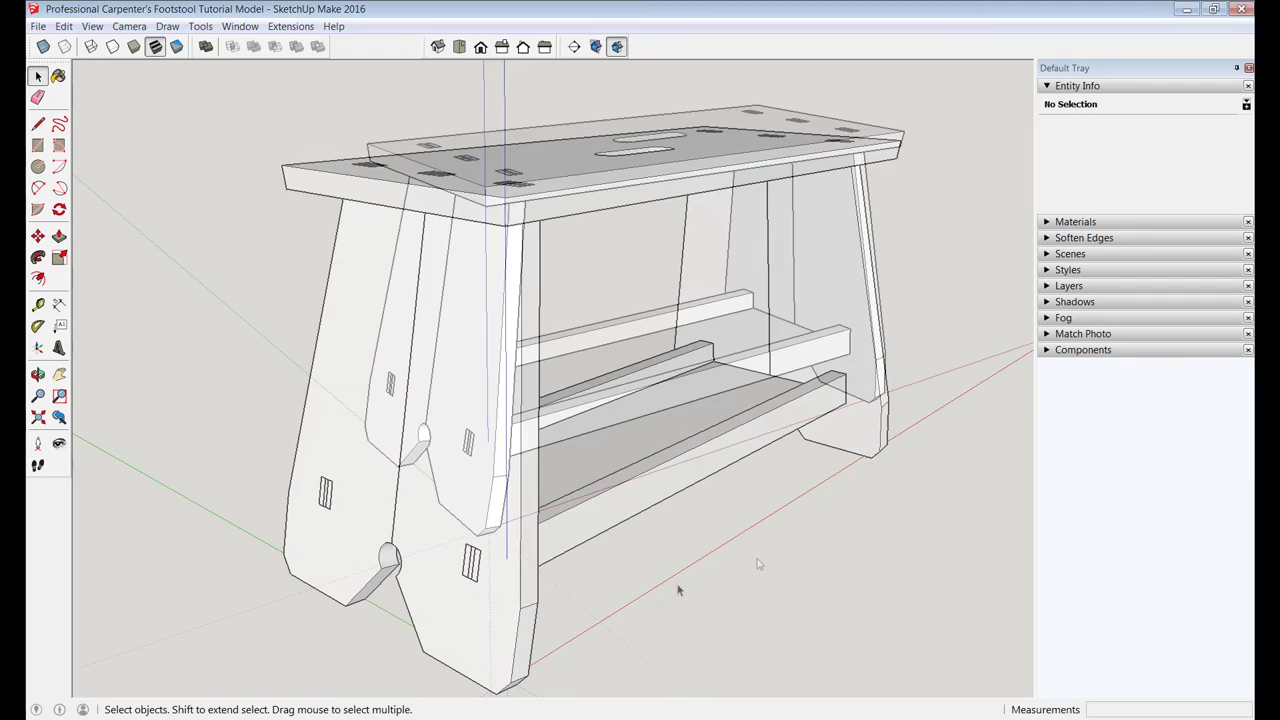 Professional Carpenter's Footstool Tutorial Model - SketchUp Make 2016
File Edit View Camera Draw Tools Window Extensions Help
Default Tray
Entity Info
No Selection
Materials
Soften Edges
Scenes
Styles
Layers
Shadows
Fog
Match Photo
Components
Select objects. Shift to extend select. Drag mouse to select multiple.
Measurements